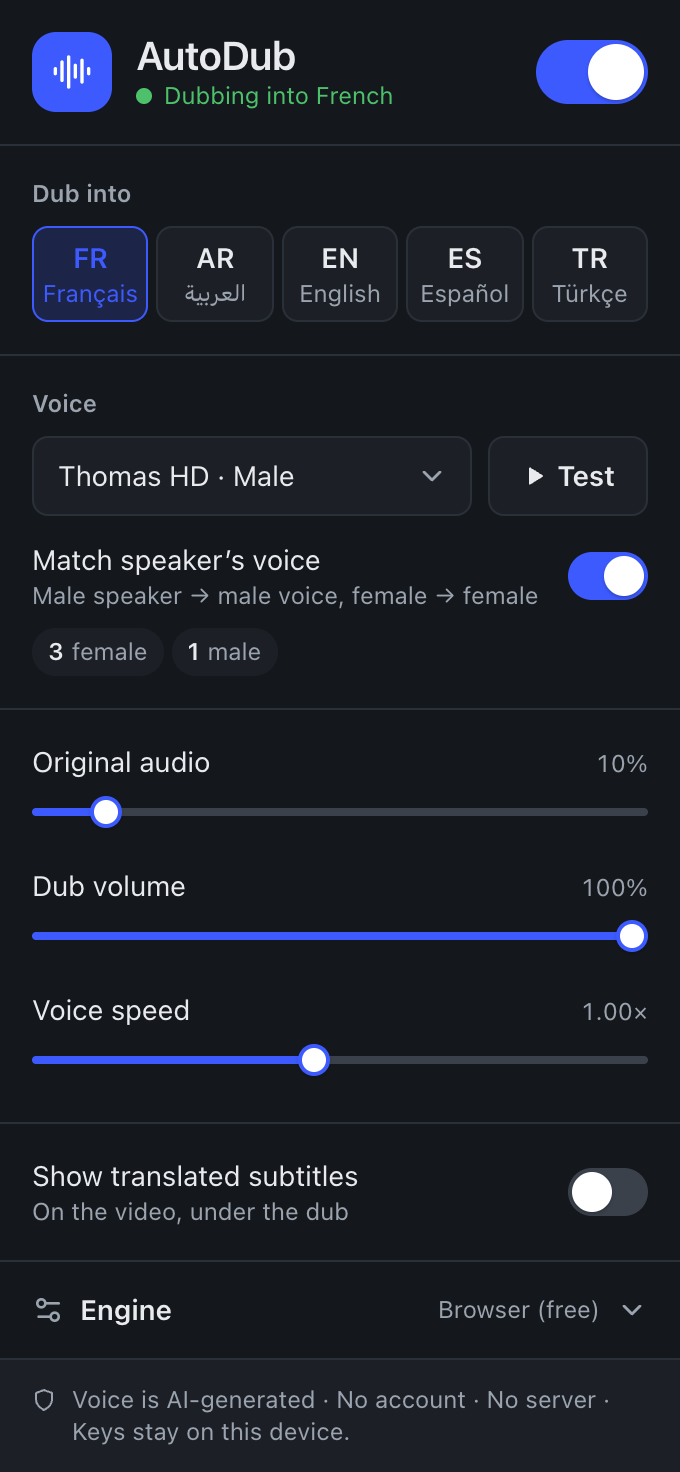 AutoDub
Dubbing into French
Dub into
FR
Français
AR
العربية
EN
English
ES
Español
TR
Türkçe
Voice
Thomas HD · Male
Test
Match speaker’s voice
Male speaker → male voice, female → female
3 female
1 male
Original audio
10%
Dub volume
100%
Voice speed
1.00×
Show translated subtitles
On the video, under the dub
Engine
Browser (free)
Voice is AI-generated · No account · No server ·
Keys stay on this device.